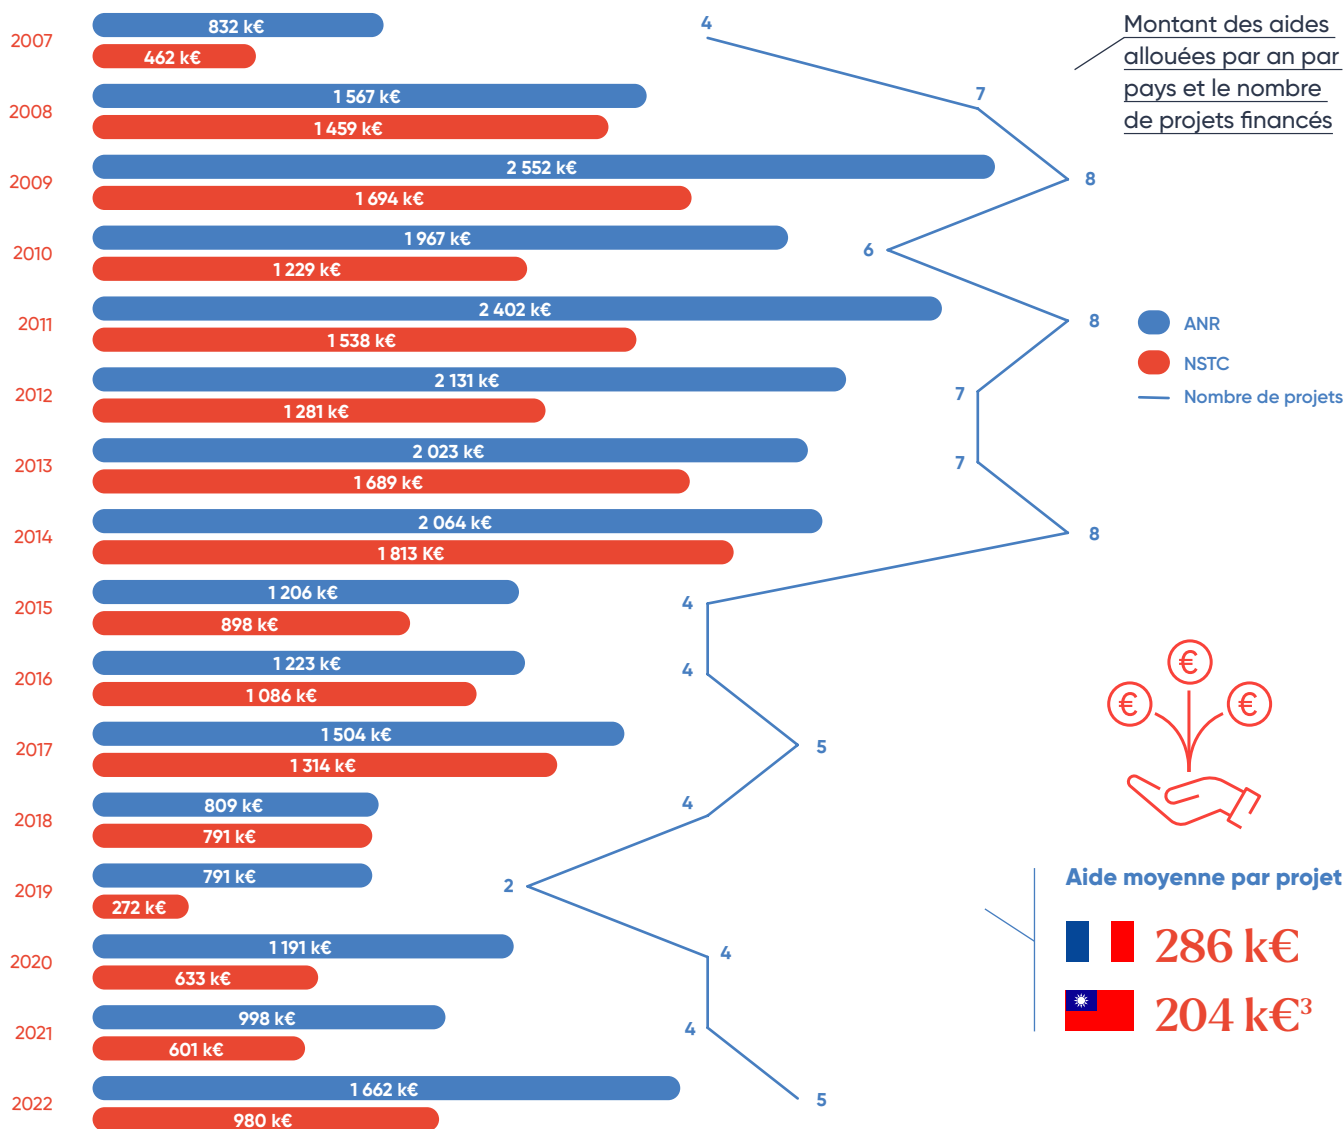 Montant des aides
allouées par an par
pays et le nombre
de projets financés
2007
832 k€
462 k€
4
2008
1 567 k€
1 459 k€
7
2009
2 552 k€
1 694 k€
8
2010
1 967 k€
1 229 k€
6
2011
2 402 k€
1 538 k€
8
ANR
NSTC
Nombre de projets
2012
2 131 k€
1 281 k€
7
2013
2 023 k€
1 689 k€
7
2014
2 064 k€
1 813 K€
8
2015
1 206 k€
898 k€
4
2016
1 223 k€
1 086 k€
4
2017
1 504 k€
1 314 k€
5
2018
809 k€
791 k€
4
2019
791 k€
272 k€
2
2020
1 191 k€
633 k€
4
2021
998 k€
601 k€
4
2022
1 662 k€
980 k€
5
€
€
€
Aide moyenne par projet
286 k€
204 k€³